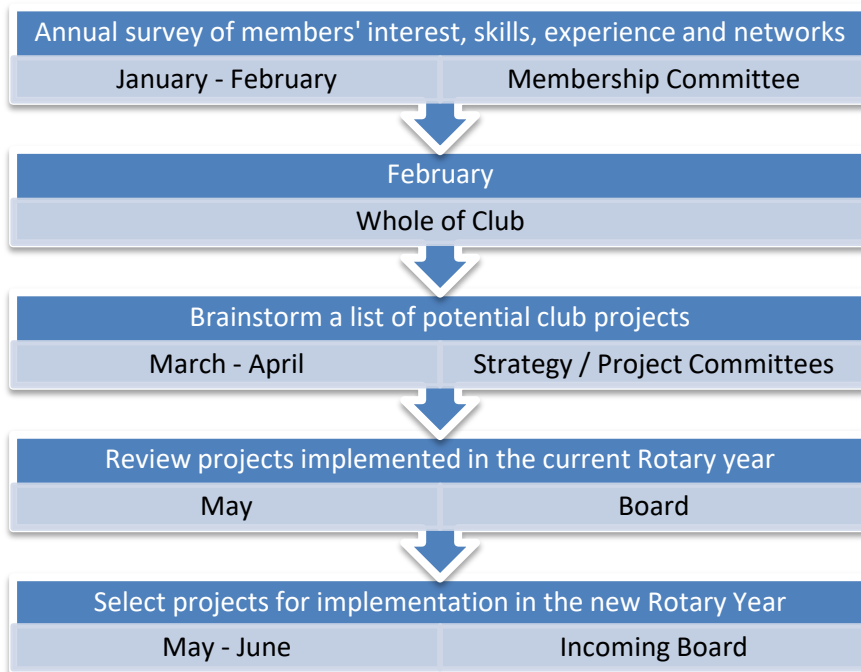 Annual survey of members' interest, skills, experience and networks
January - February Membership Committee
February
Whole of Club
Brainstorm a list of potential club projects
March - April Strategy / Project Committees
Review projects implemented in the current Rotary year
May Board
Select projects for implementation in the new Rotary Year
May - June Incoming Board